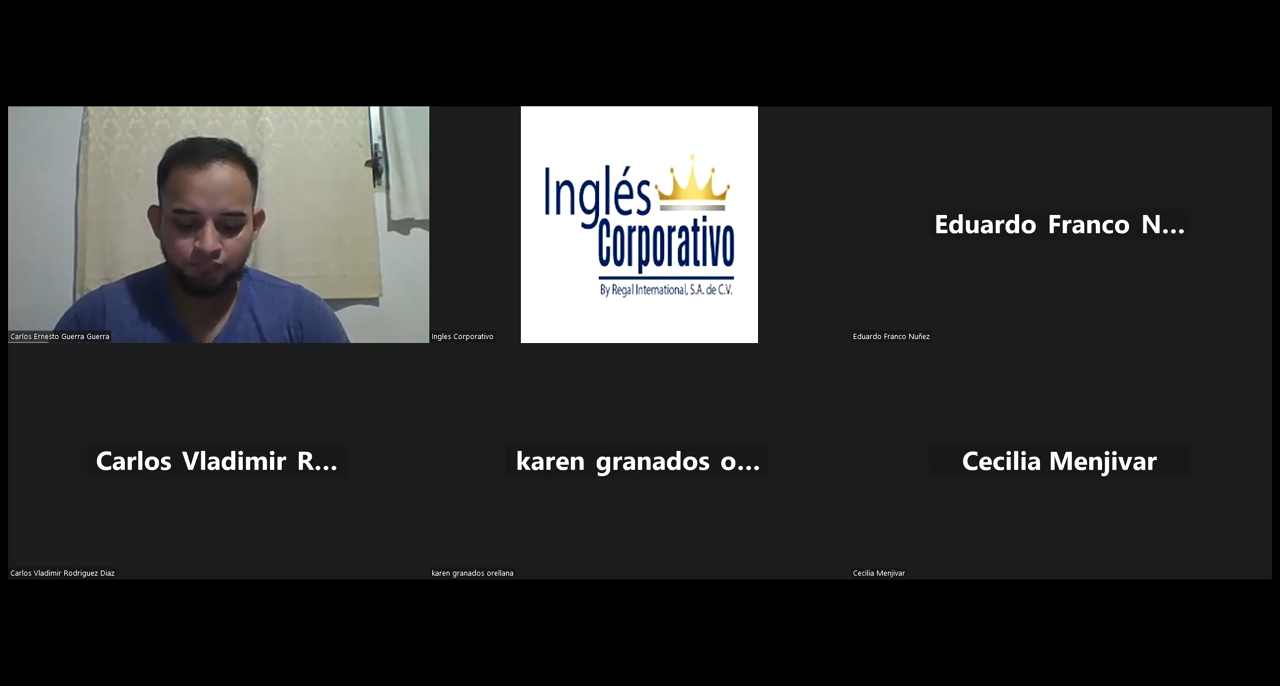 Inglés
Corporativo
By Regal International, S.A. de C.V.
Eduardo Franco N...
Carlos Ernesto Guerra Guerra
Ingles Corporativo
Eduardo Franco Nuñez
Carlos Vladimir R...
karen granados o...
Cecilia Menjivar
Carlos Vladimir Rodriguez Diaz
karen granados orellana
Cecilia Menjivar